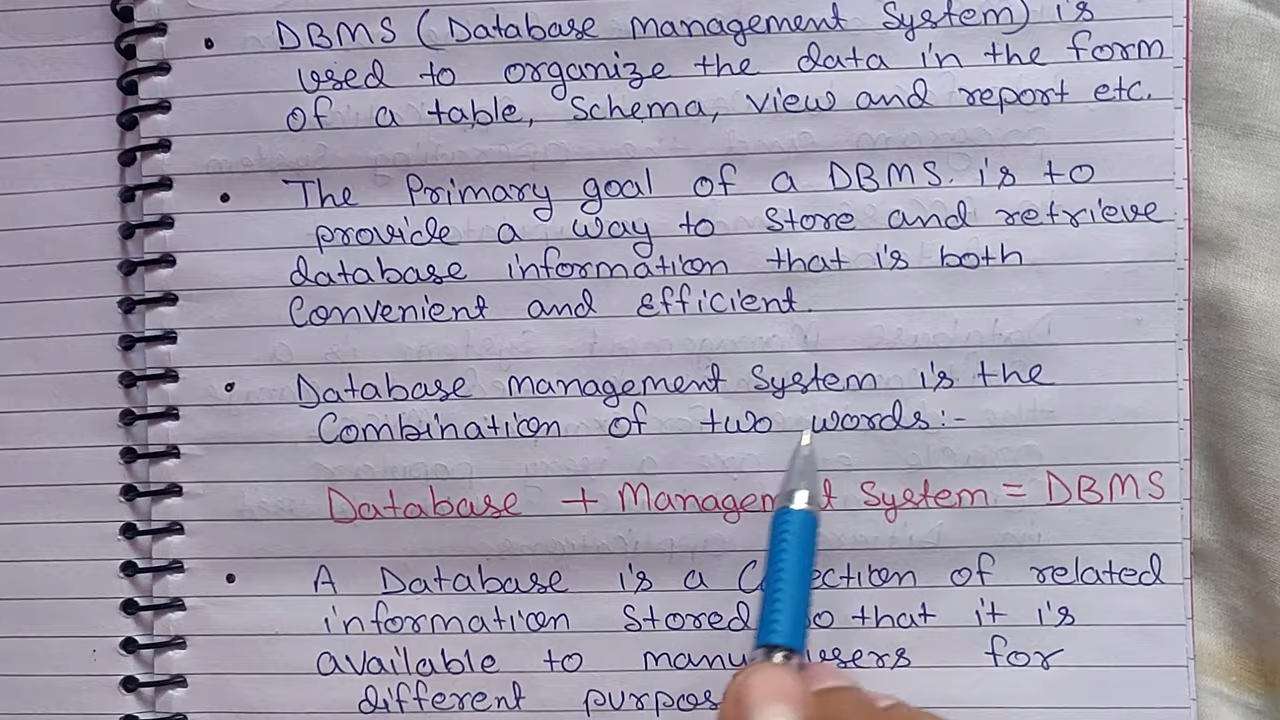 • DBMS (Database Management System) is
used to organize the data in the form
of a table, Schema, view and report etc.
• The Primary goal of a DBMS is to
provide a way to Store and retrieve
database information that is both
Convenient and efficient.
• Database management System is the
Combination of two words:-
Database + Management System = DBMS
• A Database is a of related
information Stored so that it is
available to many users for
different